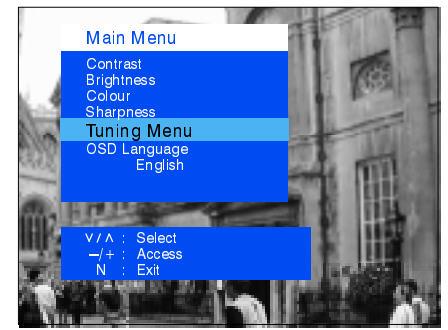 Main Menu
Contrast
Brightness
Colour
Sharpness
Tuning Menu
OSD Language
English
∨/∧ : Select
–/+ : Access
N : Exit